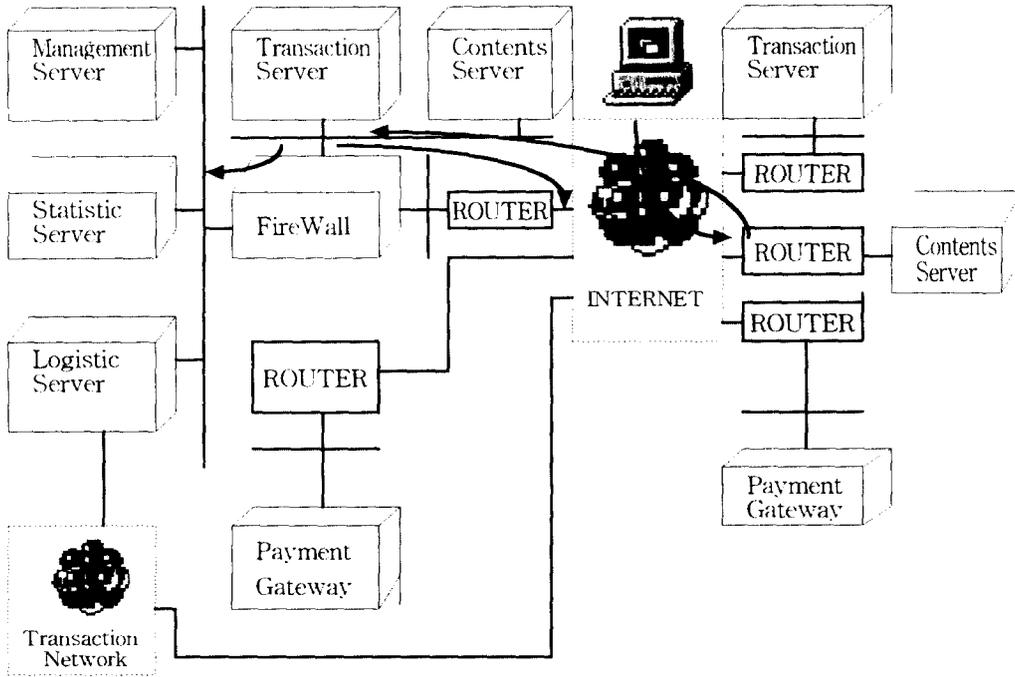 Management
Server
Transaction
Server
Contents
Server
Transaction
Server
ROUTER
Statistic
Server
FireWall
ROUTER
ROUTER
Contents
Server
INTERNET
ROUTER
Logistic
Server
ROUTER
Payment
Gateway
Payment
Gateway
Transaction
Network